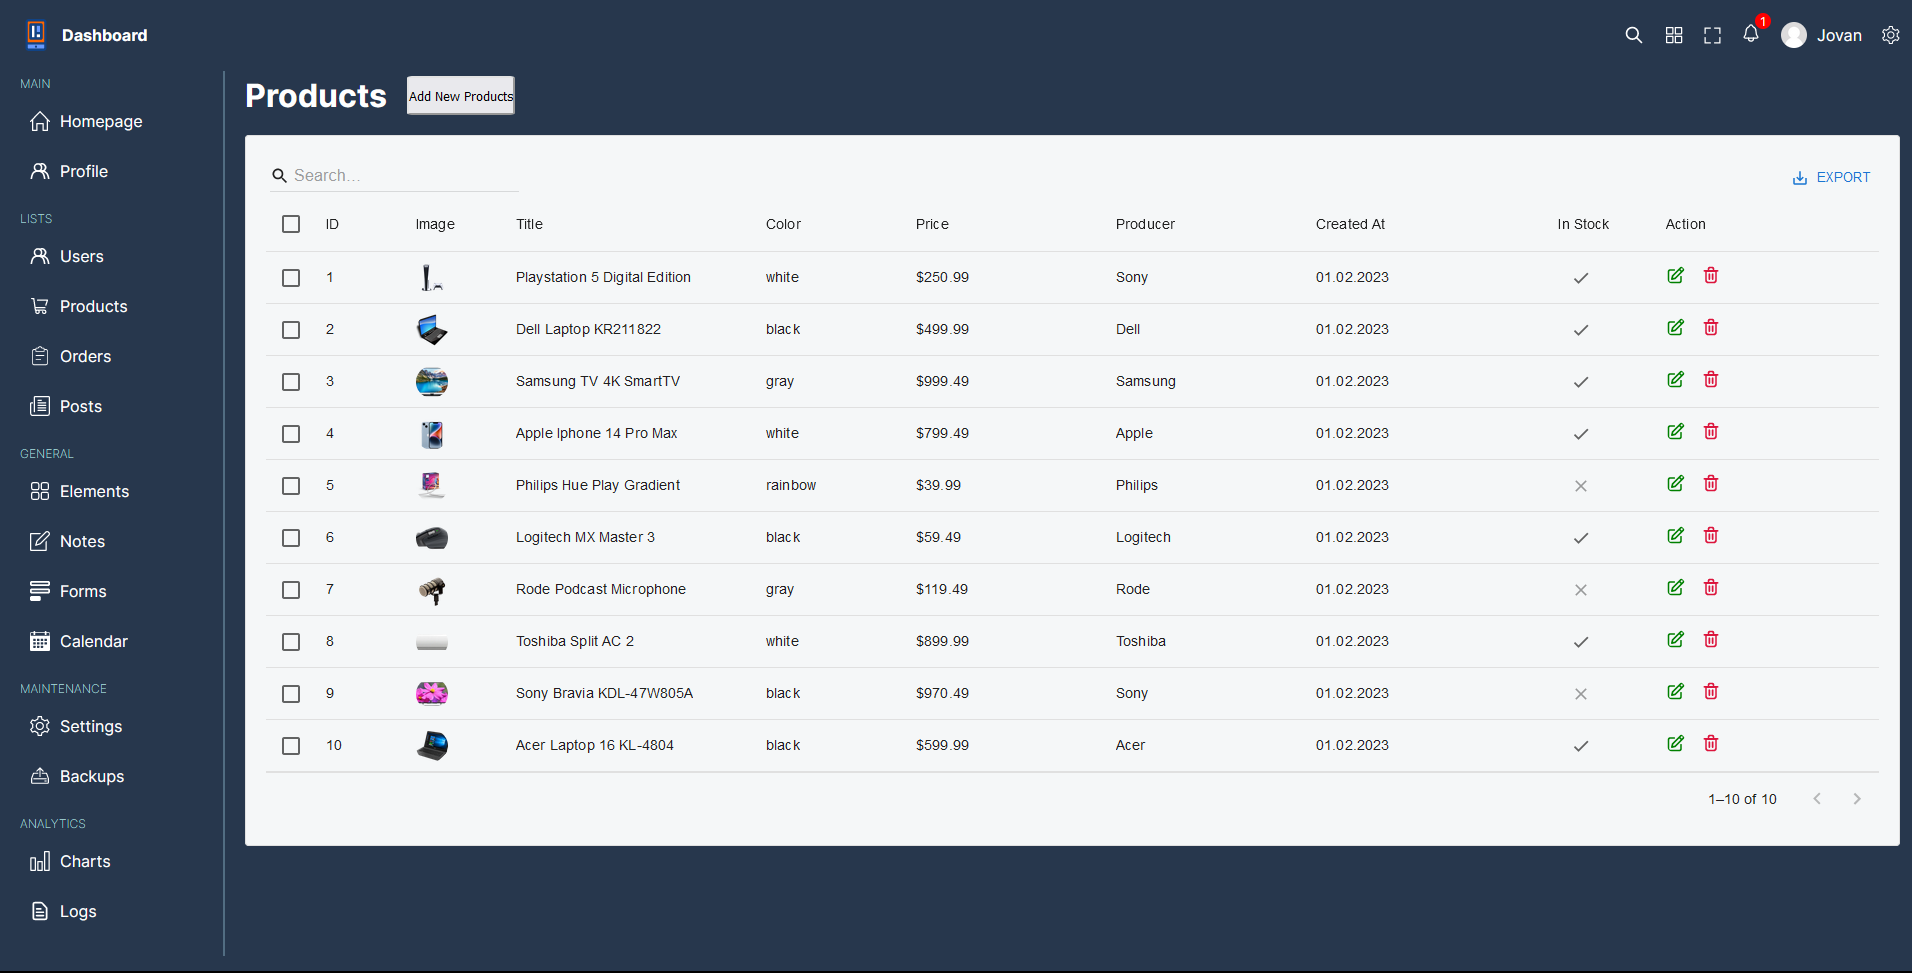 Dashboard
1
Jovan
MAIN
Homepage
Profile
LISTS
Users
Products
Orders
Posts
GENERAL
Elements
Notes
Forms
Calendar
MAINTENANCE
Settings
Backups
ANALYTICS
Charts
Logs
Products
Add New Products
Search...
EXPORT
ID Image Title Color Price Producer Created At In Stock Action
1 Playstation 5 Digital Edition white $250.99 Sony 01.02.2023
2 Dell Laptop KR211822 black $499.99 Dell 01.02.2023
3 Samsung TV 4K SmartTV gray $999.49 Samsung 01.02.2023
4 Apple Iphone 14 Pro Max white $799.49 Apple 01.02.2023
5 Philips Hue Play Gradient rainbow $39.99 Philips 01.02.2023
6 Logitech MX Master 3 black $59.49 Logitech 01.02.2023
7 Rode Podcast Microphone gray $119.49 Rode 01.02.2023
8 Toshiba Split AC 2 white $899.99 Toshiba 01.02.2023
9 Sony Bravia KDL-47W805A black $970.49 Sony 01.02.2023
10 Acer Laptop 16 KL-4804 black $599.99 Acer 01.02.2023
1–10 of 10